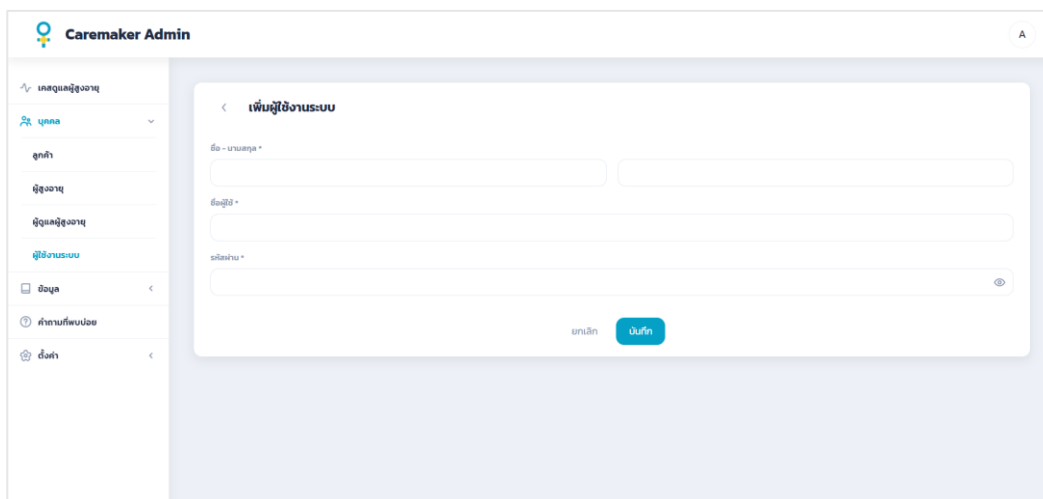 Caremaker Admin
A
เคสดูแลผู้สูงอายุ
บุคคล
ลูกค้า
ผู้สูงอายุ
ผู้ดูแลผู้สูงอายุ
ผู้ใช้งานระบบ
ข้อมูล
คำถามที่พบบ่อย
ตั้งค่า
เพิ่มผู้ใช้งานระบบ
ชื่อ - นามสกุล *
ชื่อผู้ใช้ *
รหัสผ่าน *
ยกเลิก บันทึก